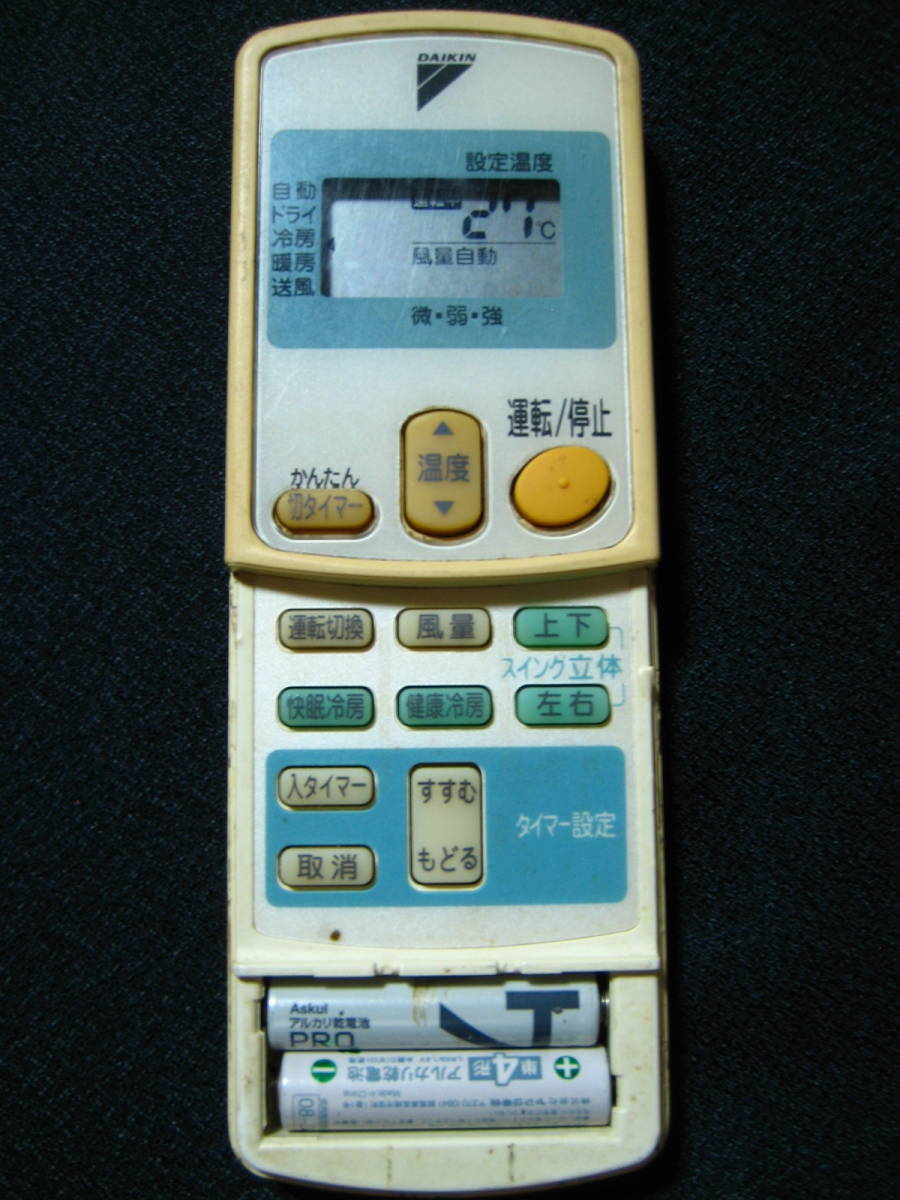 DAIKIN
設定温度
自動
ドライ
冷房
暖房
送風
℃
風量自動
微・弱・強
運転/停止
温度
かんたん
切タイマー
運転切換
風量
上下
スイング立体
快眠冷房
健康冷房
左右
入タイマー
すすむ
タイマー設定
取消
もどる
Askul
アルカリ乾電池
PRO
単4形
アルカリ乾電池
Made in China